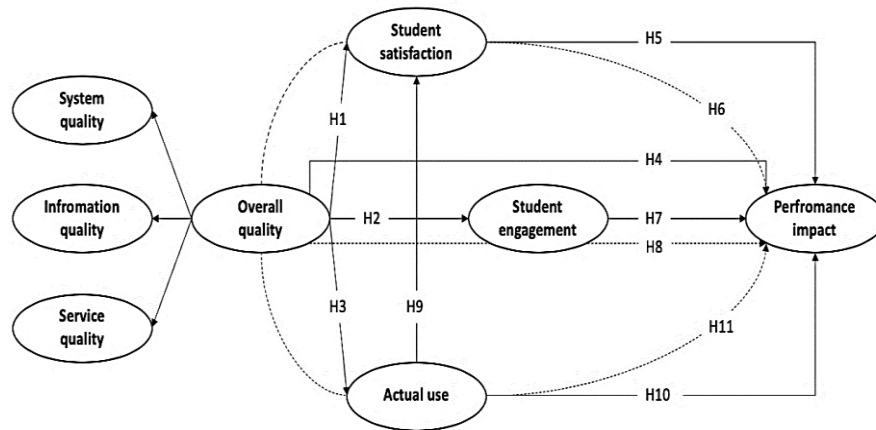 Student
satisfaction
H5
System
quality
H6
H1
H4
Infromation
quality
Overall
quality
H2
Student
engagement
H7
Perfromance
impact
H8
Service
quality
H3
H9
H11
Actual use
H10